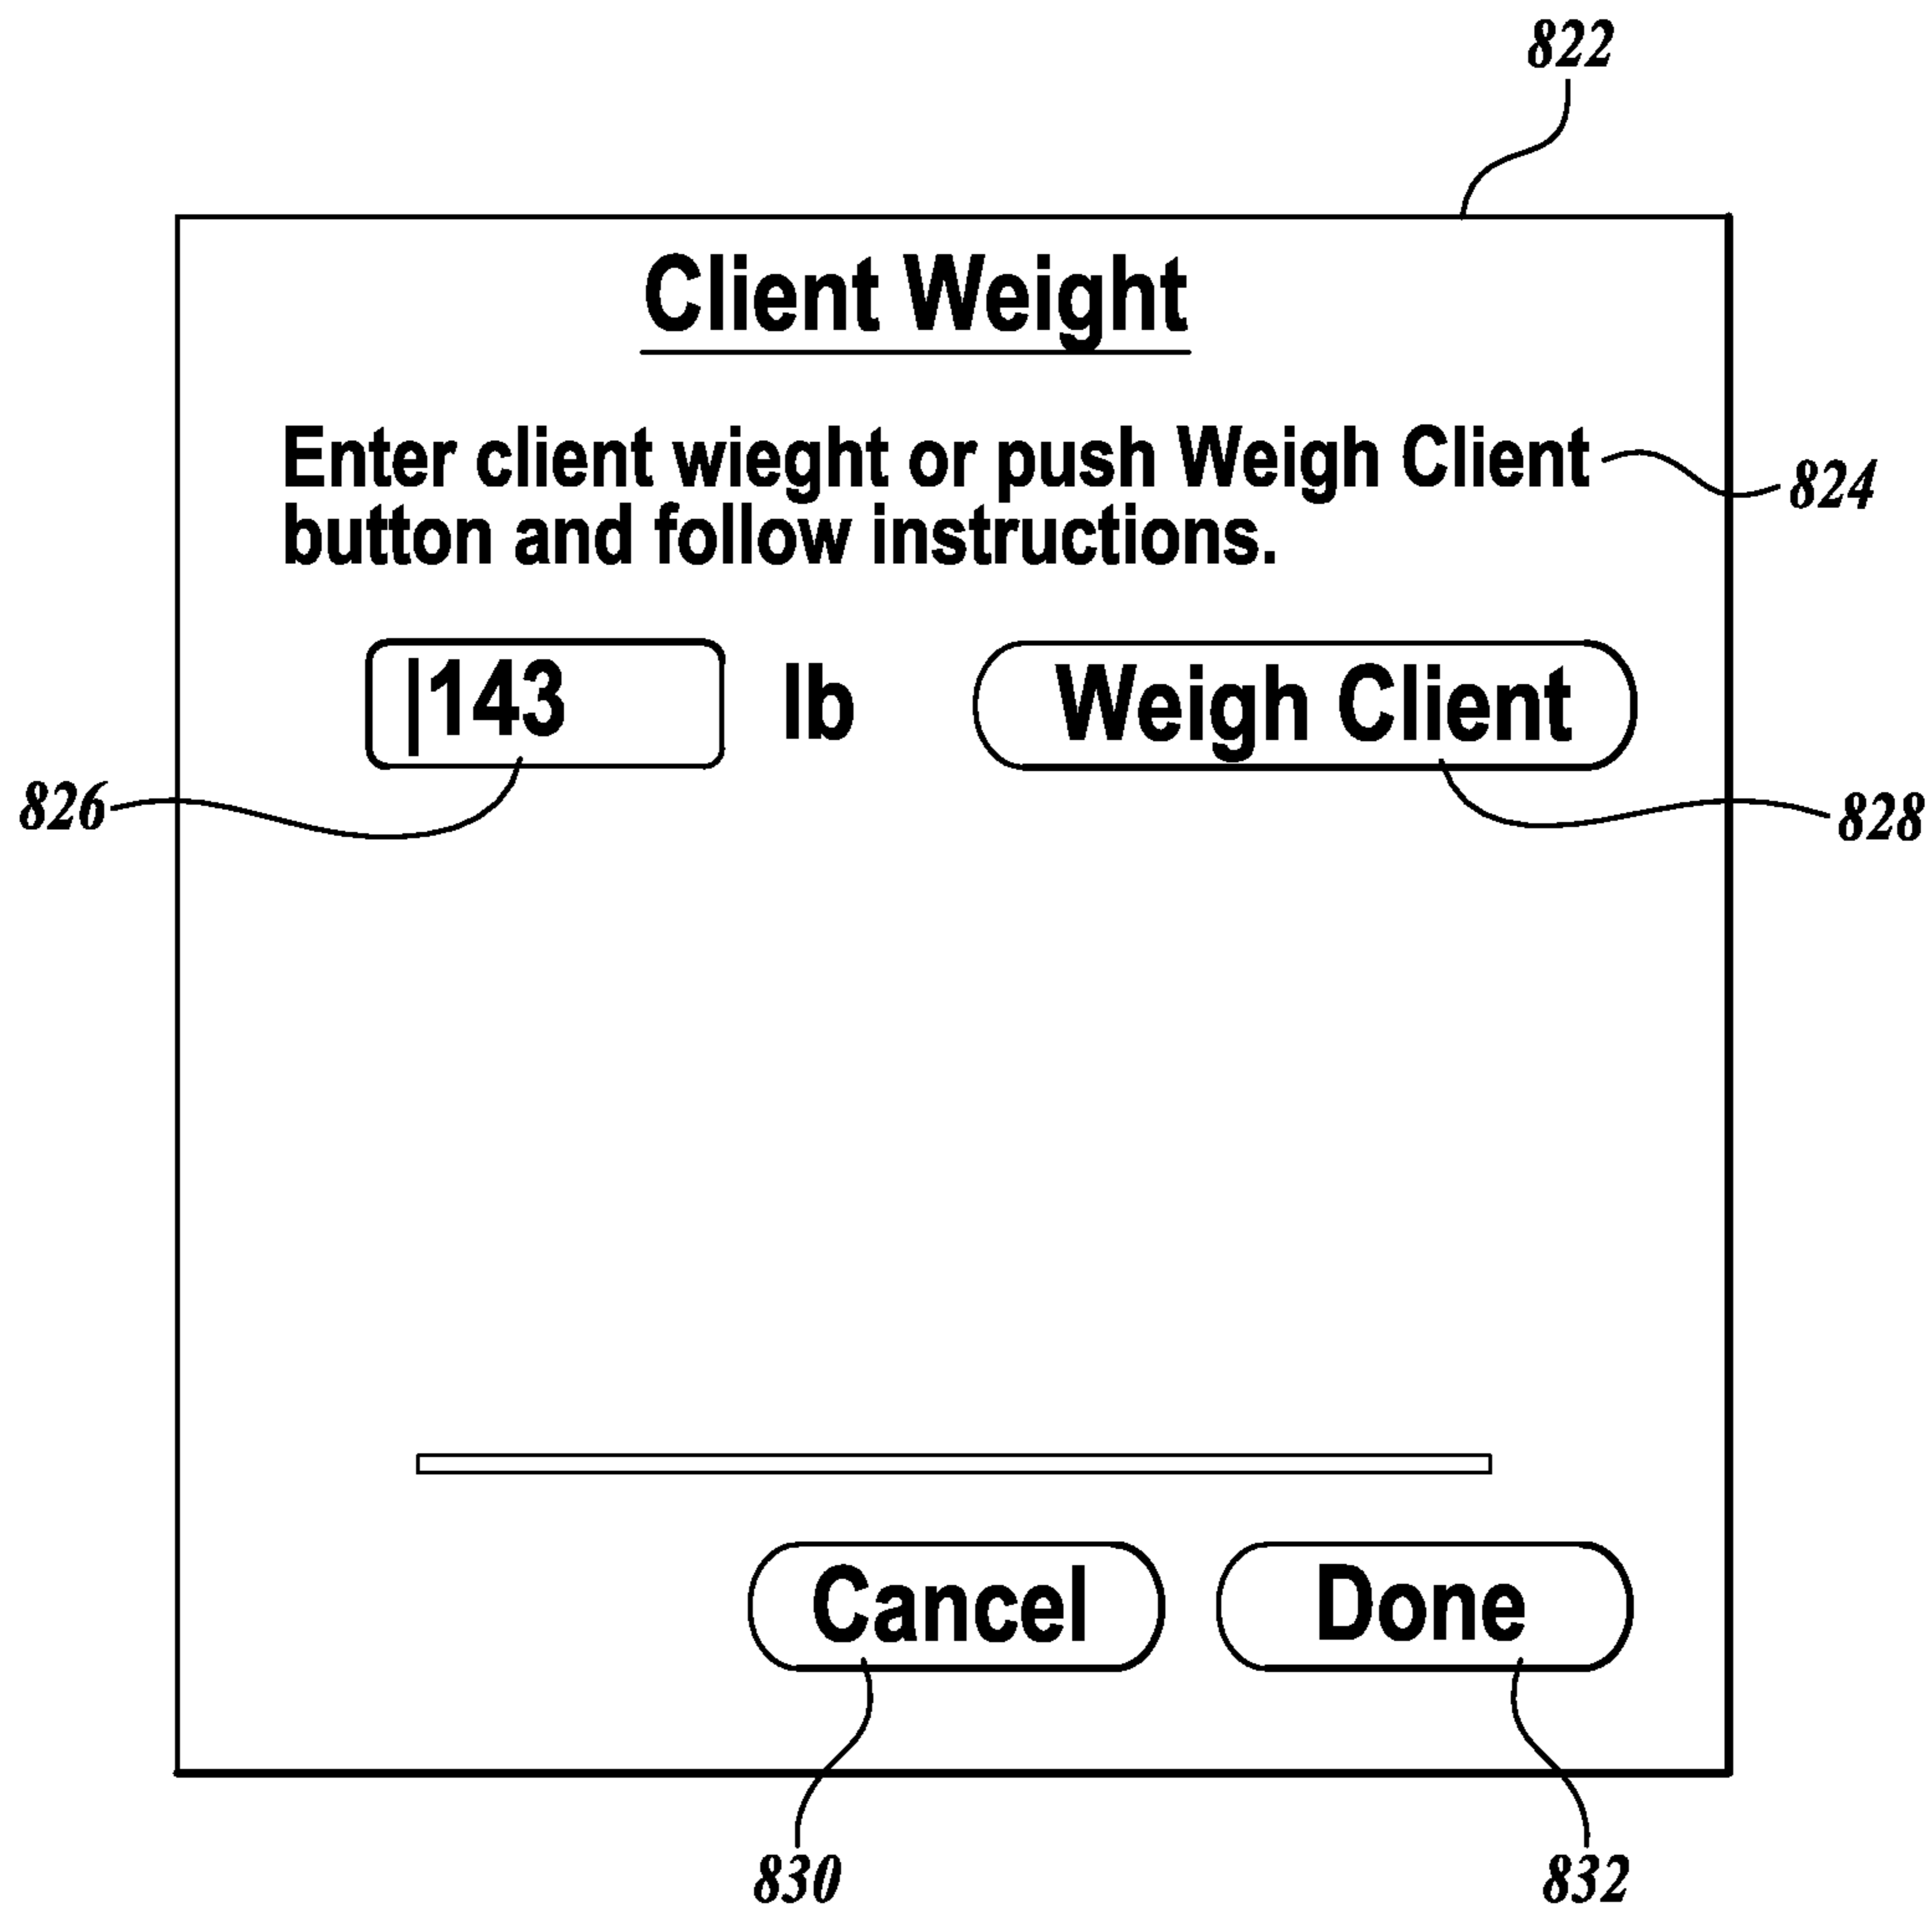 822
Client Weight
Enter client wieght or push Weigh Client
824
button and follow instructions.
143 lb Weigh Client
826
828
Cancel Done
830
832